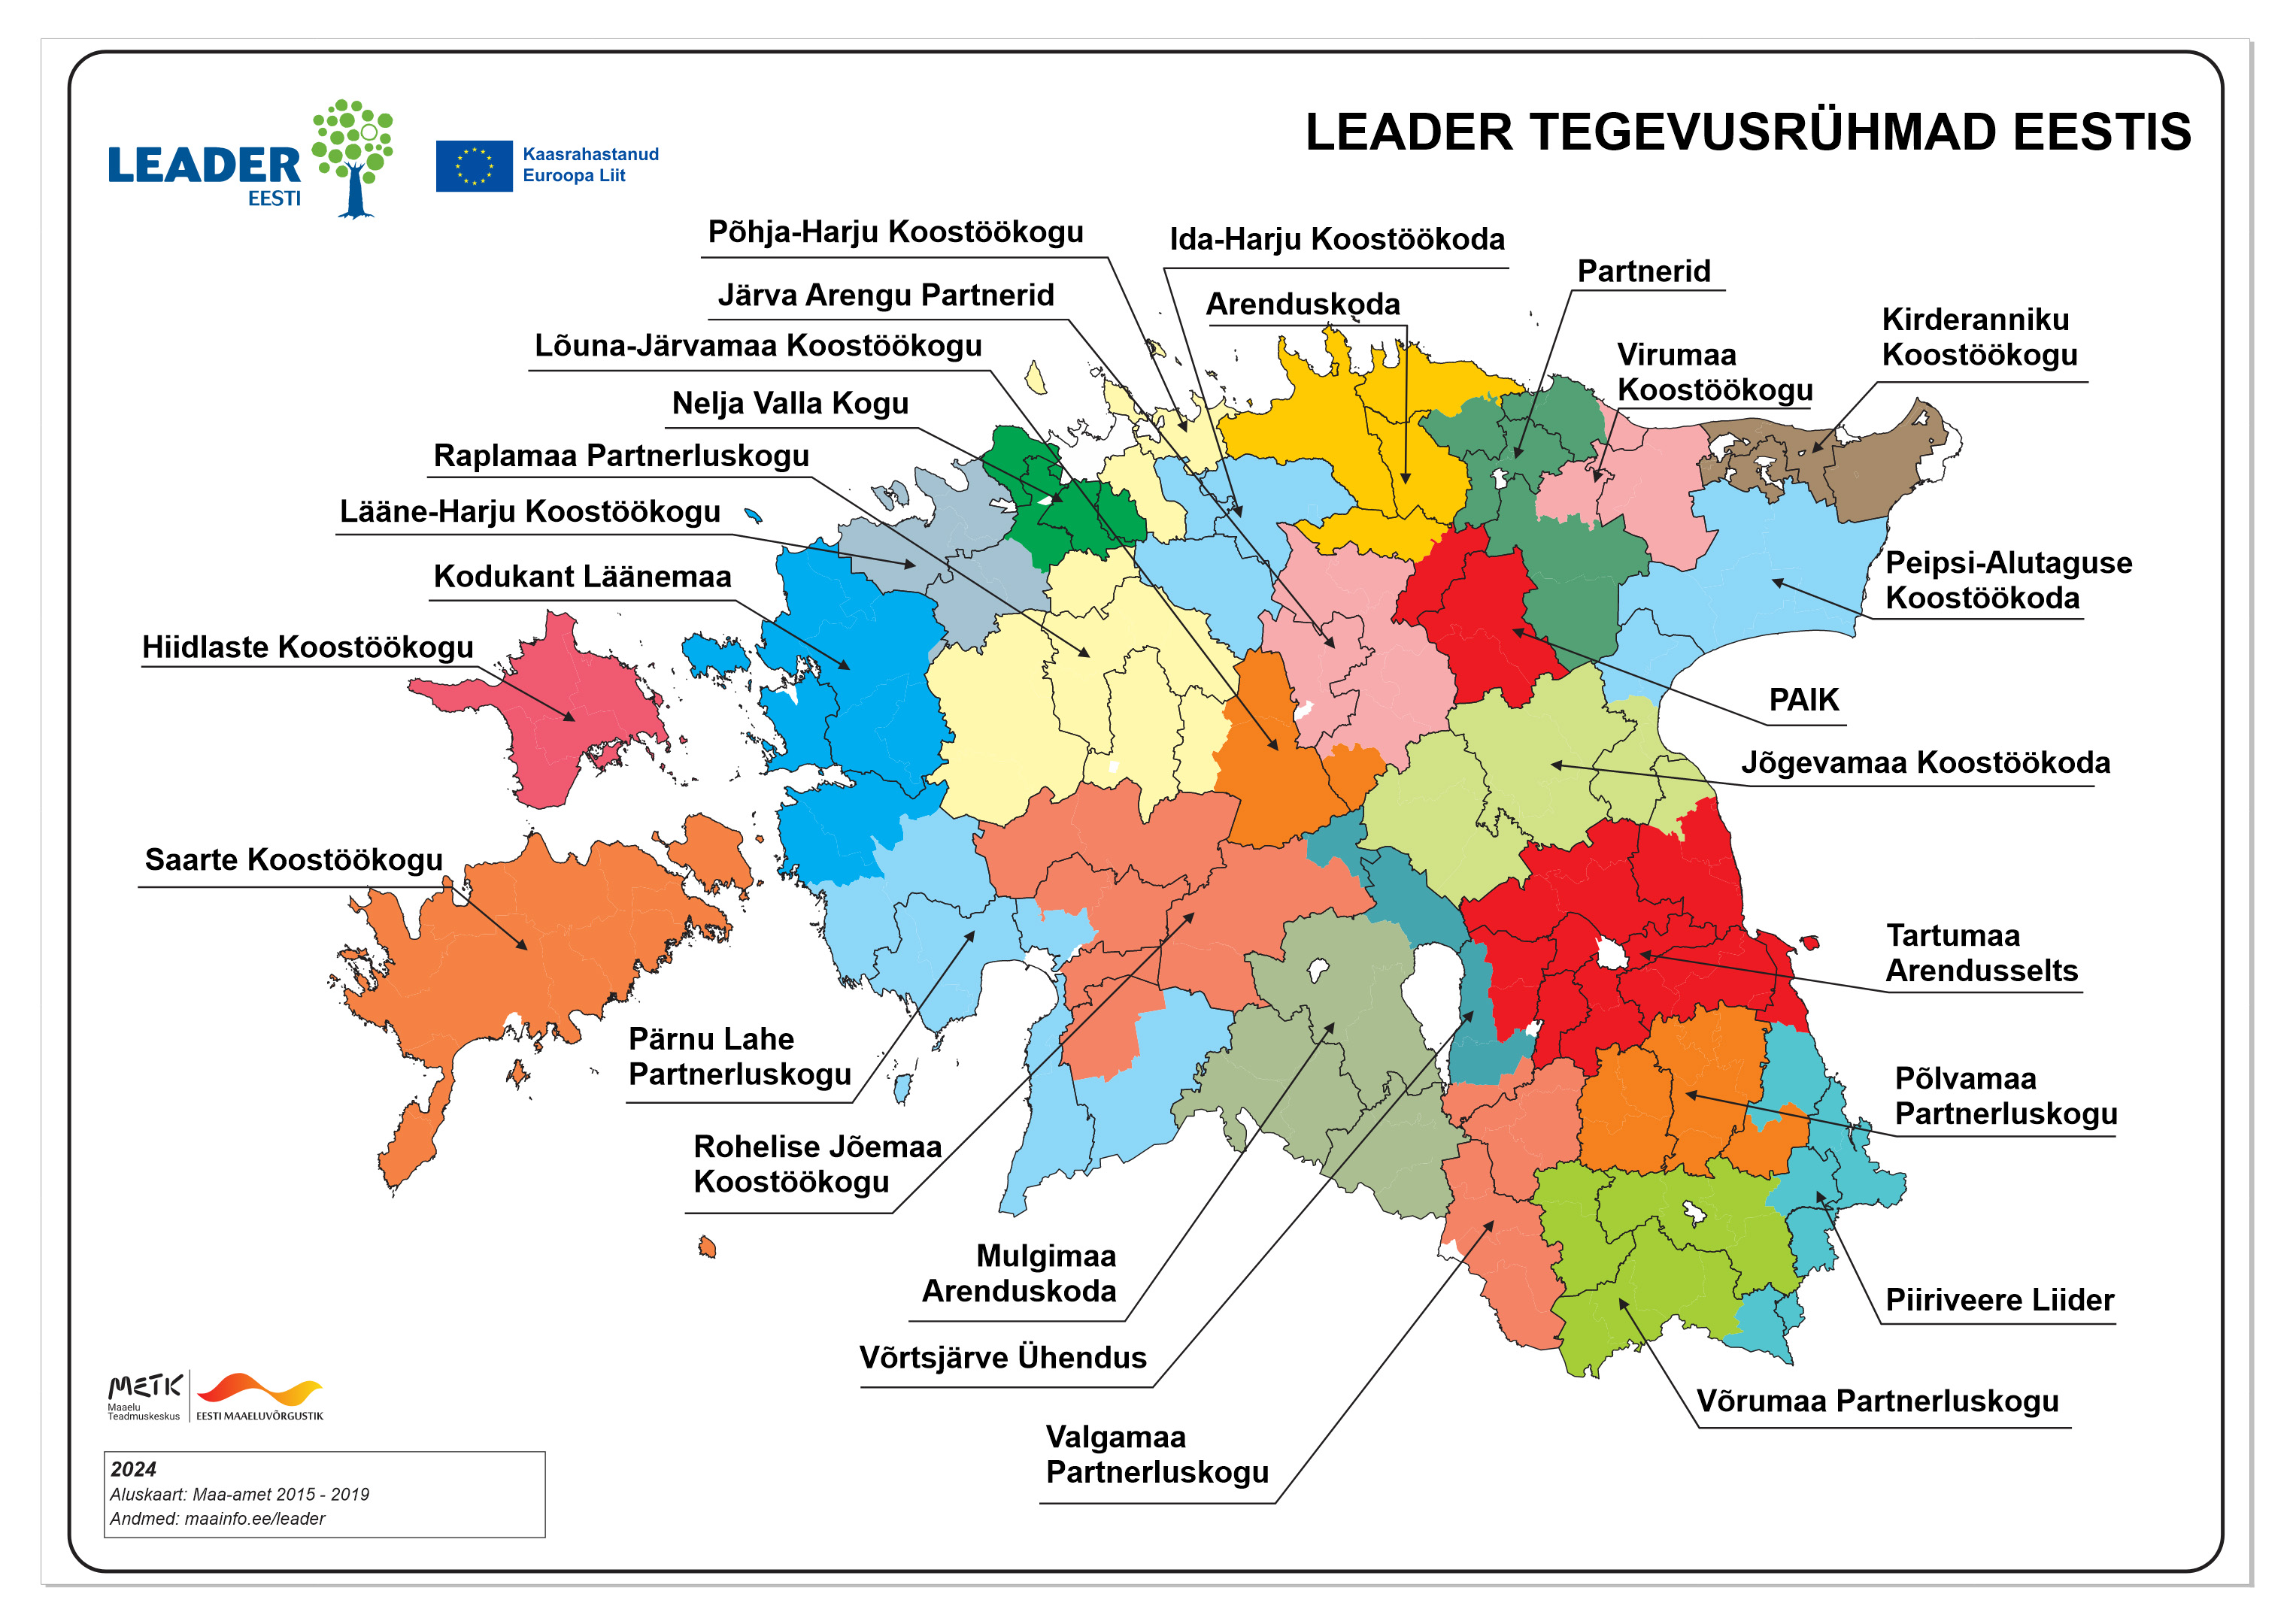 LEADER TEGEVUSRÜHMAD EESTIS
LEADER
EESTI
Kaasrahastanud
Euroopa Liit
Põhja-Harju Koostöökogu
Ida-Harju Koostöökoda
Järva Arengu Partnerid
Arenduskoda
Partnerid
Lõuna-Järvamaa Koostöökogu
Kirderanniku
Koostöökogu
Virumaa
Koostöökogu
Nelja Valla Kogu
Raplamaa Partnerluskogu
Lääne-Harju Koostöökogu
Kodukant Läänemaa
Peipsi-Alutaguse
Koostöökoda
Hiidlaste Koostöökogu
PAIK
Jõgevamaa Koostöökoda
Saarte Koostöökogu
Tartumaa
Arendusselts
Pärnu Lahe
Partnerluskogu
Põlvamaa
Partnerluskogu
Rohelise Jõemaa
Koostöökogu
Mulgimaa
Arenduskoda
Piiriveere Liider
Võrtsjärve Ühendus
Võrumaa Partnerluskogu
Valgamaa
Partnerluskogu
METK
Maaelu
Teadmuskeskus
EESTI MAAELUVÕRGUSTIK
2024
Aluskaart: Maa-amet 2015 - 2019
Andmed: maainfo.ee/leader